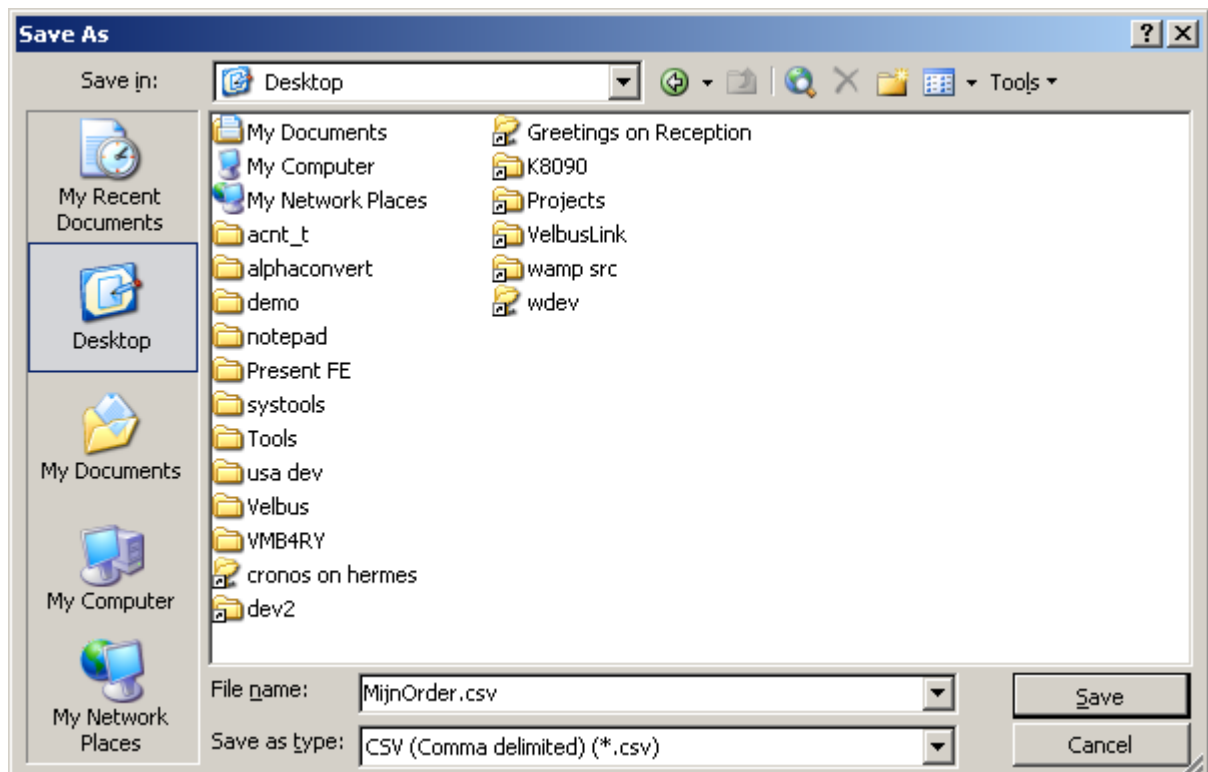 Save As
Save in:
Desktop
Tools
My Recent
Documents
Desktop
My Documents
My Computer
My Network
Places
My Documents
My Computer
My Network Places
acnt_t
alphaconvert
demo
notepad
Present FE
systools
Tools
usa dev
Velbus
VMB4RY
cronos on hermes
dev2
Greetings on Reception
K8090
Projects
VelbusLink
wamp src
wdev
File name:
MijnOrder.csv
Save
Save as type:
CSV (Comma delimited) (*.csv)
Cancel